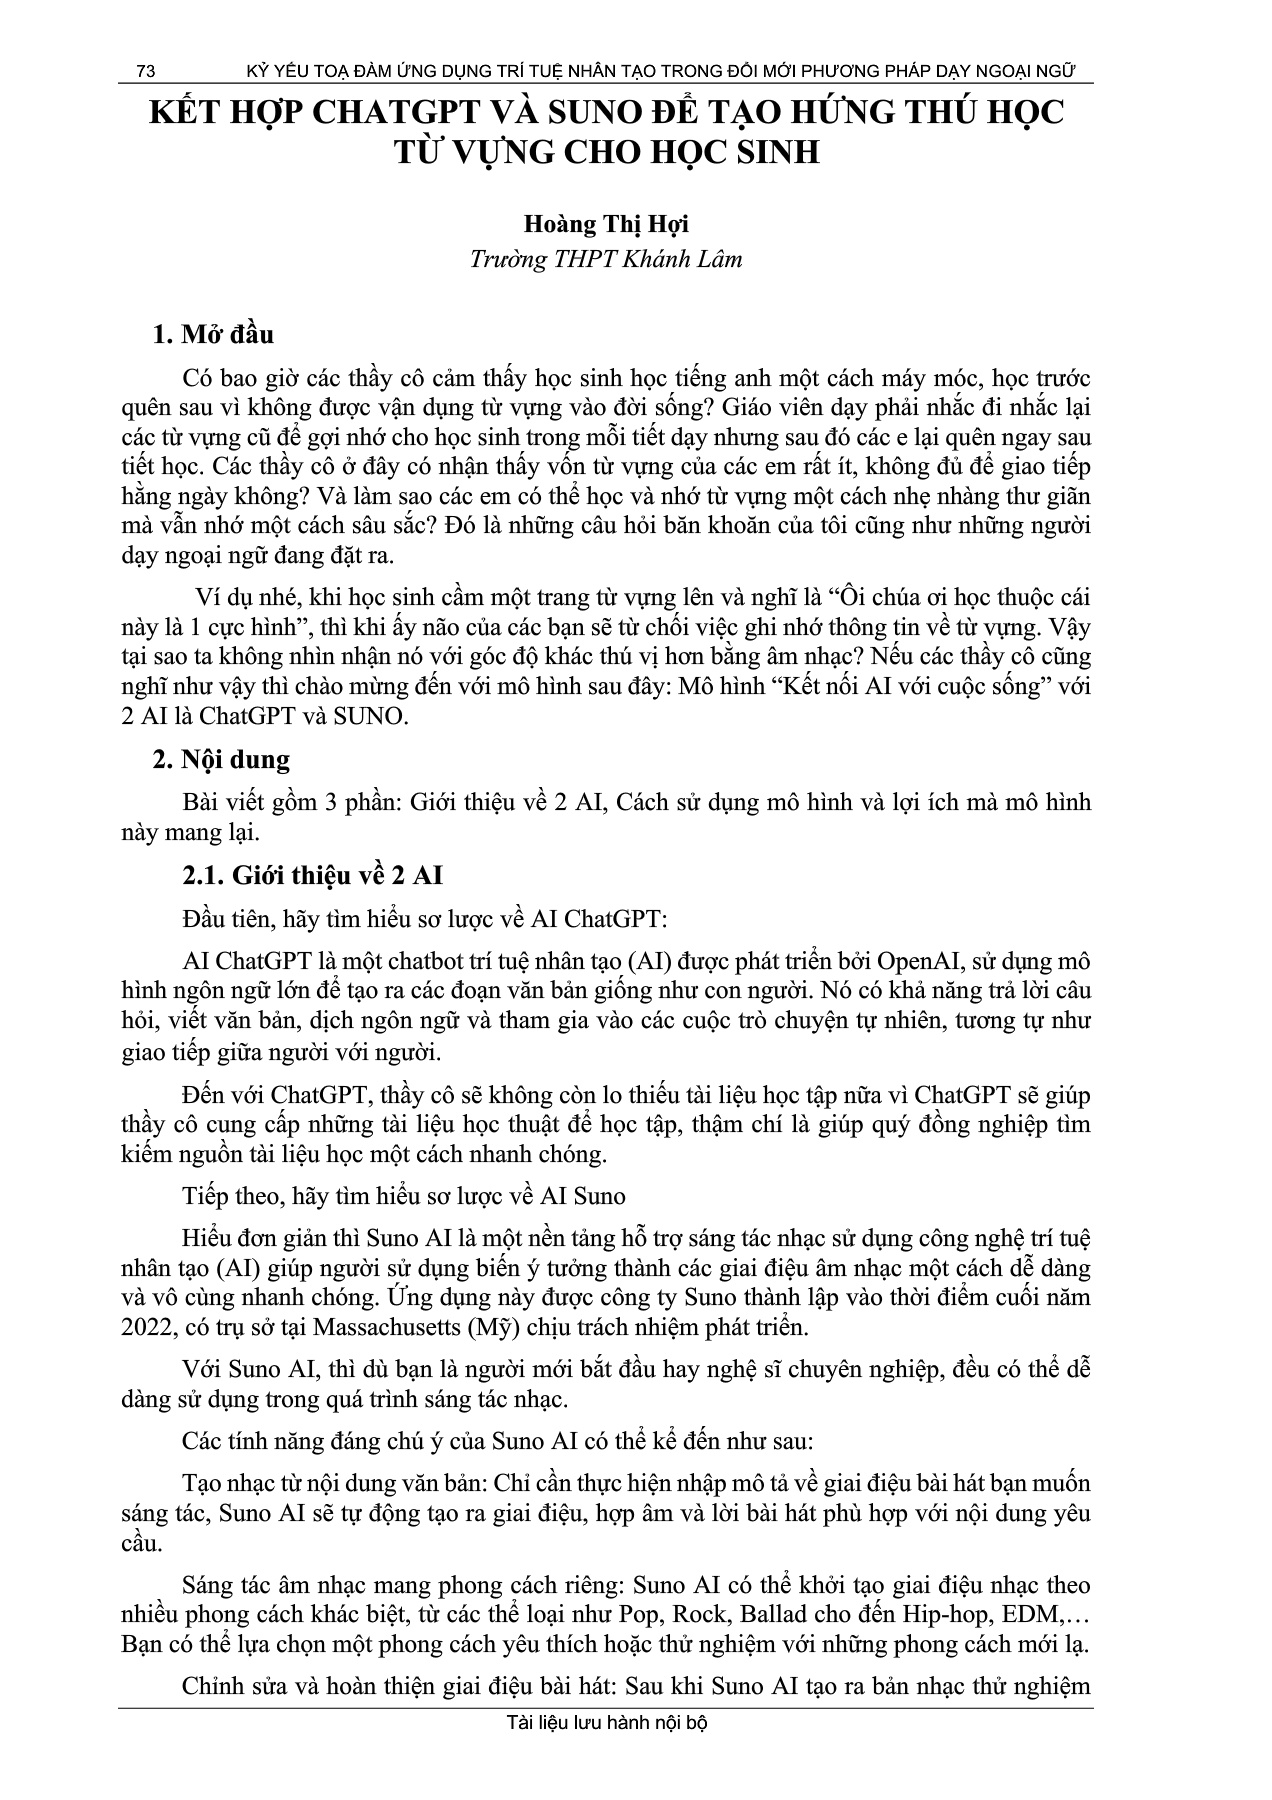 73 KỶ YẾU TOẠ ĐÀM ỨNG DỤNG TRÍ TUỆ NHÂN TẠO TRONG ĐỔI MỚI PHƯƠNG PHÁP DẠY NGOẠI NGỮ
KẾT HỢP CHATGPT VÀ SUNO ĐỂ TẠO HỨNG THÚ HỌC
TỪ VỰNG CHO HỌC SINH
Hoàng Thị Hợi
Trường THPT Khánh Lâm
1. Mở đầu
Có bao giờ các thầy cô cảm thấy học sinh học tiếng anh một cách máy móc, học trước
quên sau vì không được vận dụng từ vựng vào đời sống? Giáo viên dạy phải nhắc đi nhắc lại
các từ vựng cũ để gợi nhớ cho học sinh trong mỗi tiết dạy nhưng sau đó các e lại quên ngay sau
tiết học. Các thầy cô ở đây có nhận thấy vốn từ vựng của các em rất ít, không đủ để giao tiếp
hằng ngày không? Và làm sao các em có thể học và nhớ từ vựng một cách nhẹ nhàng thư giãn
mà vẫn nhớ một cách sâu sắc? Đó là những câu hỏi băn khoăn của tôi cũng như những người
dạy ngoại ngữ đang đặt ra.
Ví dụ nhé, khi học sinh cầm một trang từ vựng lên và nghĩ là “Ôi chúa ơi học thuộc cái
này là 1 cực hình”, thì khi ấy não của các bạn sẽ từ chối việc ghi nhớ thông tin về từ vựng. Vậy
tại sao ta không nhìn nhận nó với góc độ khác thú vị hơn bằng âm nhạc? Nếu các thầy cô cũng
nghĩ như vậy thì chào mừng đến với mô hình sau đây: Mô hình “Kết nối AI với cuộc sống” với
2 AI là ChatGPT và SUNO.
2. Nội dung
Bài viết gồm 3 phần: Giới thiệu về 2 AI, Cách sử dụng mô hình và lợi ích mà mô hình
này mang lại.
2.1. Giới thiệu về 2 AI
Đầu tiên, hãy tìm hiểu sơ lược về AI ChatGPT:
AI ChatGPT là một chatbot trí tuệ nhân tạo (AI) được phát triển bởi OpenAI, sử dụng mô
hình ngôn ngữ lớn để tạo ra các đoạn văn bản giống như con người. Nó có khả năng trả lời câu
hỏi, viết văn bản, dịch ngôn ngữ và tham gia vào các cuộc trò chuyện tự nhiên, tương tự như
giao tiếp giữa người với người.
Đến với ChatGPT, thầy cô sẽ không còn lo thiếu tài liệu học tập nữa vì ChatGPT sẽ giúp
thầy cô cung cấp những tài liệu học thuật để học tập, thậm chí là giúp quý đồng nghiệp tìm
kiếm nguồn tài liệu học một cách nhanh chóng.
Tiếp theo, hãy tìm hiểu sơ lược về AI Suno
Hiểu đơn giản thì Suno AI là một nền tảng hỗ trợ sáng tác nhạc sử dụng công nghệ trí tuệ
nhân tạo (AI) giúp người sử dụng biến ý tưởng thành các giai điệu âm nhạc một cách dễ dàng
và vô cùng nhanh chóng. Ứng dụng này được công ty Suno thành lập vào thời điểm cuối năm
2022, có trụ sở tại Massachusetts (Mỹ) chịu trách nhiệm phát triển.
Với Suno AI, thì dù bạn là người mới bắt đầu hay nghệ sĩ chuyên nghiệp, đều có thể dễ
dàng sử dụng trong quá trình sáng tác nhạc.
Các tính năng đáng chú ý của Suno AI có thể kể đến như sau:
Tạo nhạc từ nội dung văn bản: Chỉ cần thực hiện nhập mô tả về giai điệu bài hát bạn muốn
sáng tác, Suno AI sẽ tự động tạo ra giai điệu, hợp âm và lời bài hát phù hợp với nội dung yêu
cầu.
Sáng tác âm nhạc mang phong cách riêng: Suno AI có thể khởi tạo giai điệu nhạc theo
nhiều phong cách khác biệt, từ các thể loại như Pop, Rock, Ballad cho đến Hip-hop, EDM,…
Bạn có thể lựa chọn một phong cách yêu thích hoặc thử nghiệm với những phong cách mới lạ.
Chỉnh sửa và hoàn thiện giai điệu bài hát: Sau khi Suno AI tạo ra bản nhạc thử nghiệm
Tài liệu lưu hành nội bộ